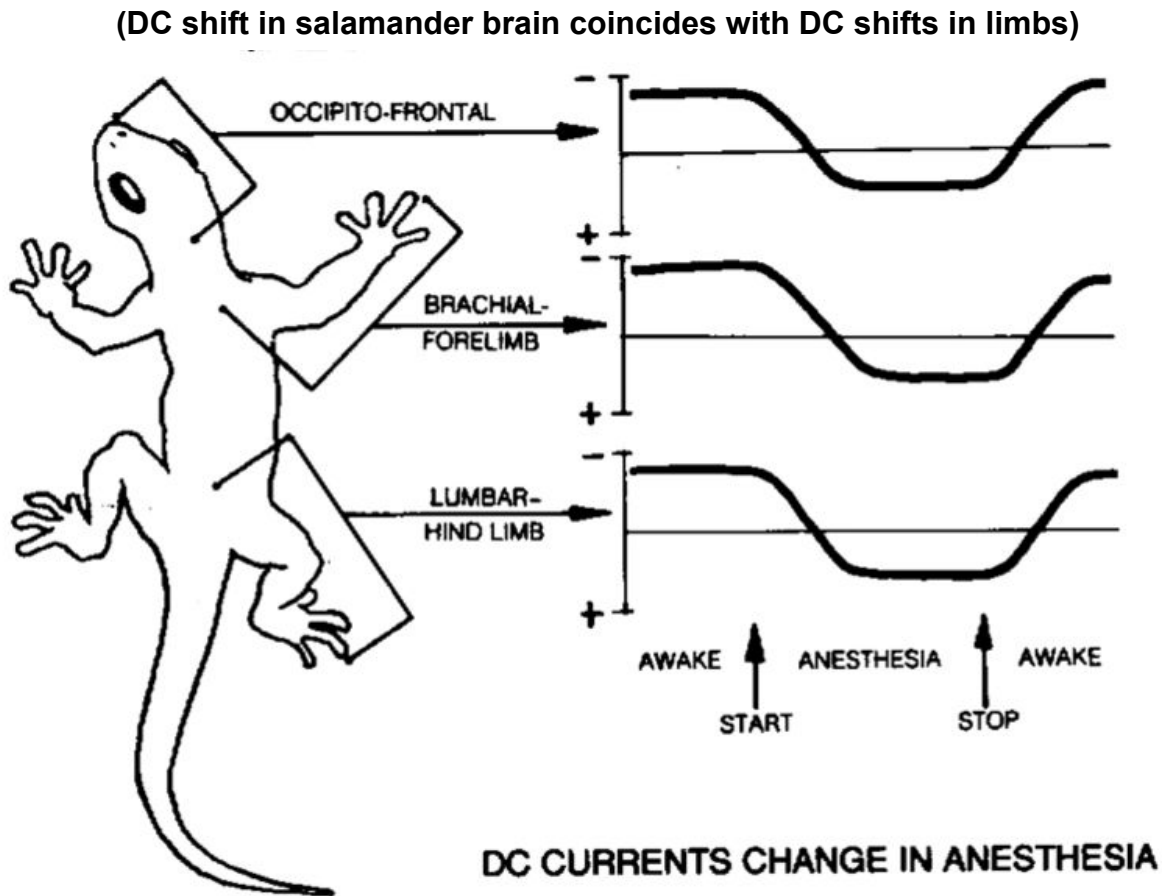 (DC shift in salamander brain coincides with DC shifts in limbs)
OCCIPITO-FRONTAL
−
+
BRACHIAL-
FORELIMB
−
+
LUMBAR-
HIND LIMB
−
+
AWAKE
ANESTHESIA
AWAKE
START
STOP
DC CURRENTS CHANGE IN ANESTHESIA